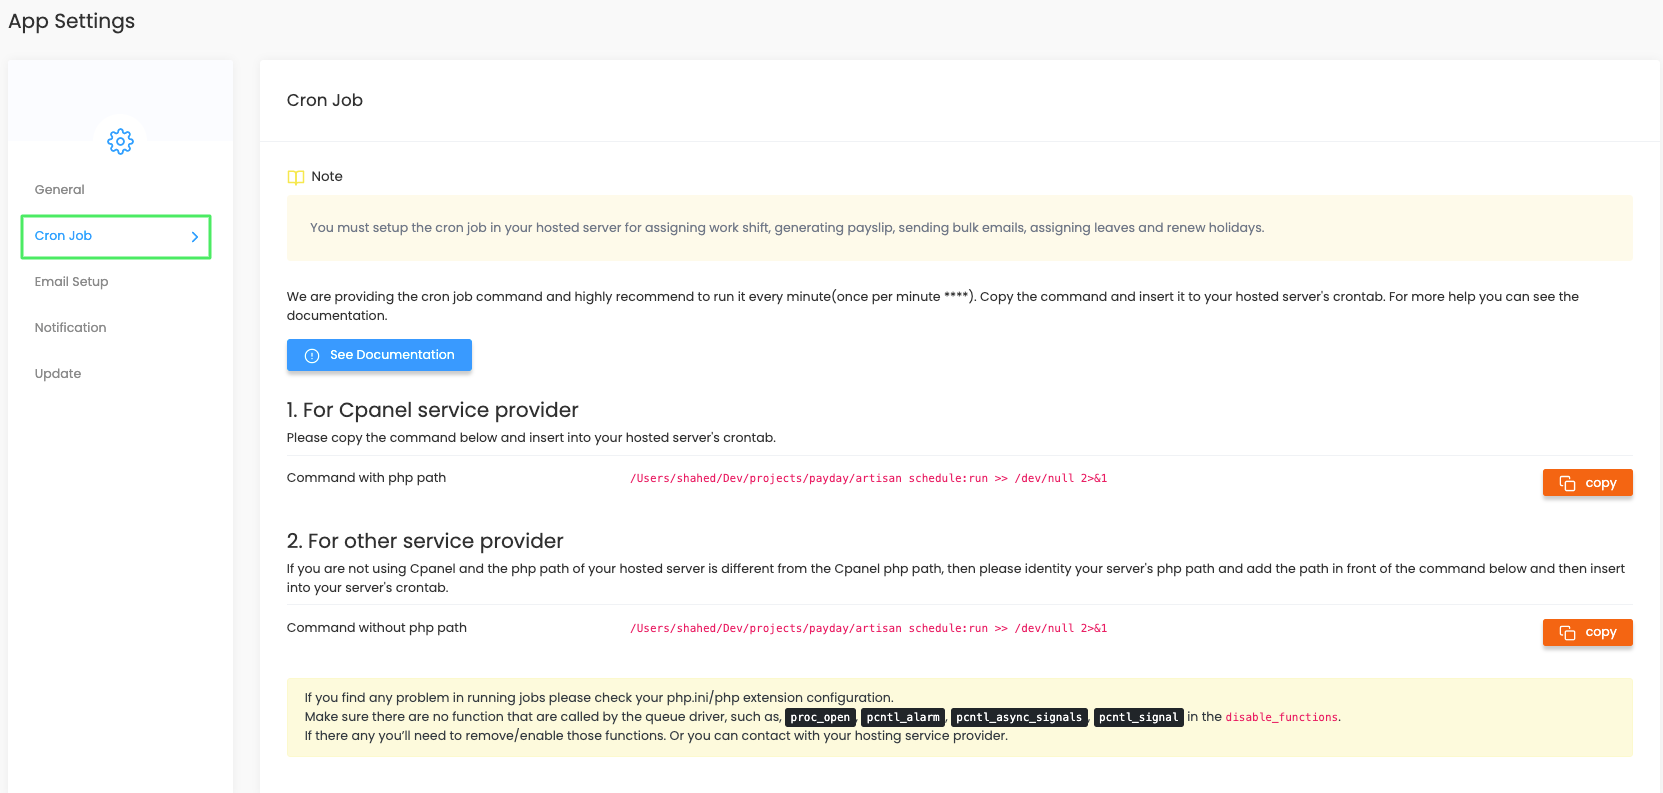 App Settings
General
Cron Job
Email Setup
Notification
Update
Cron Job
Note
You must setup the cron job in your hosted server for assigning work shift, generating payslip, sending bulk emails, assigning leaves and renew holidays.
We are providing the cron job command and highly recommend to run it every minute(once per minute ****). Copy the command and insert it to your hosted server's crontab. For more help you can see the
documentation.
See Documentation
1. For Cpanel service provider
Please copy the command below and insert into your hosted server's crontab.
Command with php path /Users/shahed/Dev/projects/payday/artisan schedule:run >> /dev/null 2>&1 copy
2. For other service provider
If you are not using Cpanel and the php path of your hosted server is different from the Cpanel php path, then please identity your server's php path and add the path in front of the command below and then insert
into your server's crontab.
Command without php path /Users/shahed/Dev/projects/payday/artisan schedule:run >> /dev/null 2>&1 copy
If you find any problem in running jobs please check your php.ini/php extension configuration.
Make sure there are no function that are called by the queue driver, such as, proc_open, pcntl_alarm, pcntl_async_signals, pcntl_signal in the disable_functions.
If there any you'll need to remove/enable those functions. Or you can contact with your hosting service provider.